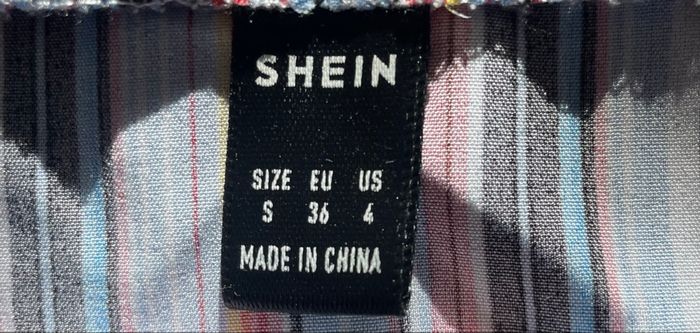 SHEIN
SIZE EU US
S 36 4
MADE IN CHINA